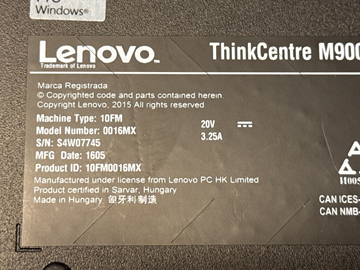 Windows®
Lenovo
Trademark of Lenovo
ThinkCentre M900
Marca Registrada
© Copyrighted code and parts contained herein.
Copyright Lenovo, 2015 All rights reserved.
Machine Type: 10FM
Model Number: 0016MX
S/N: S4W07745
MFG Date: 1605
Product ID: 10FM0016MX
20V
3.25A
Manufactured under license from Lenovo PC HK Limited
Product certified in Sarvar, Hungary
Made in Hungary 匈牙利制造
CAN ICES-
CAN NMB-